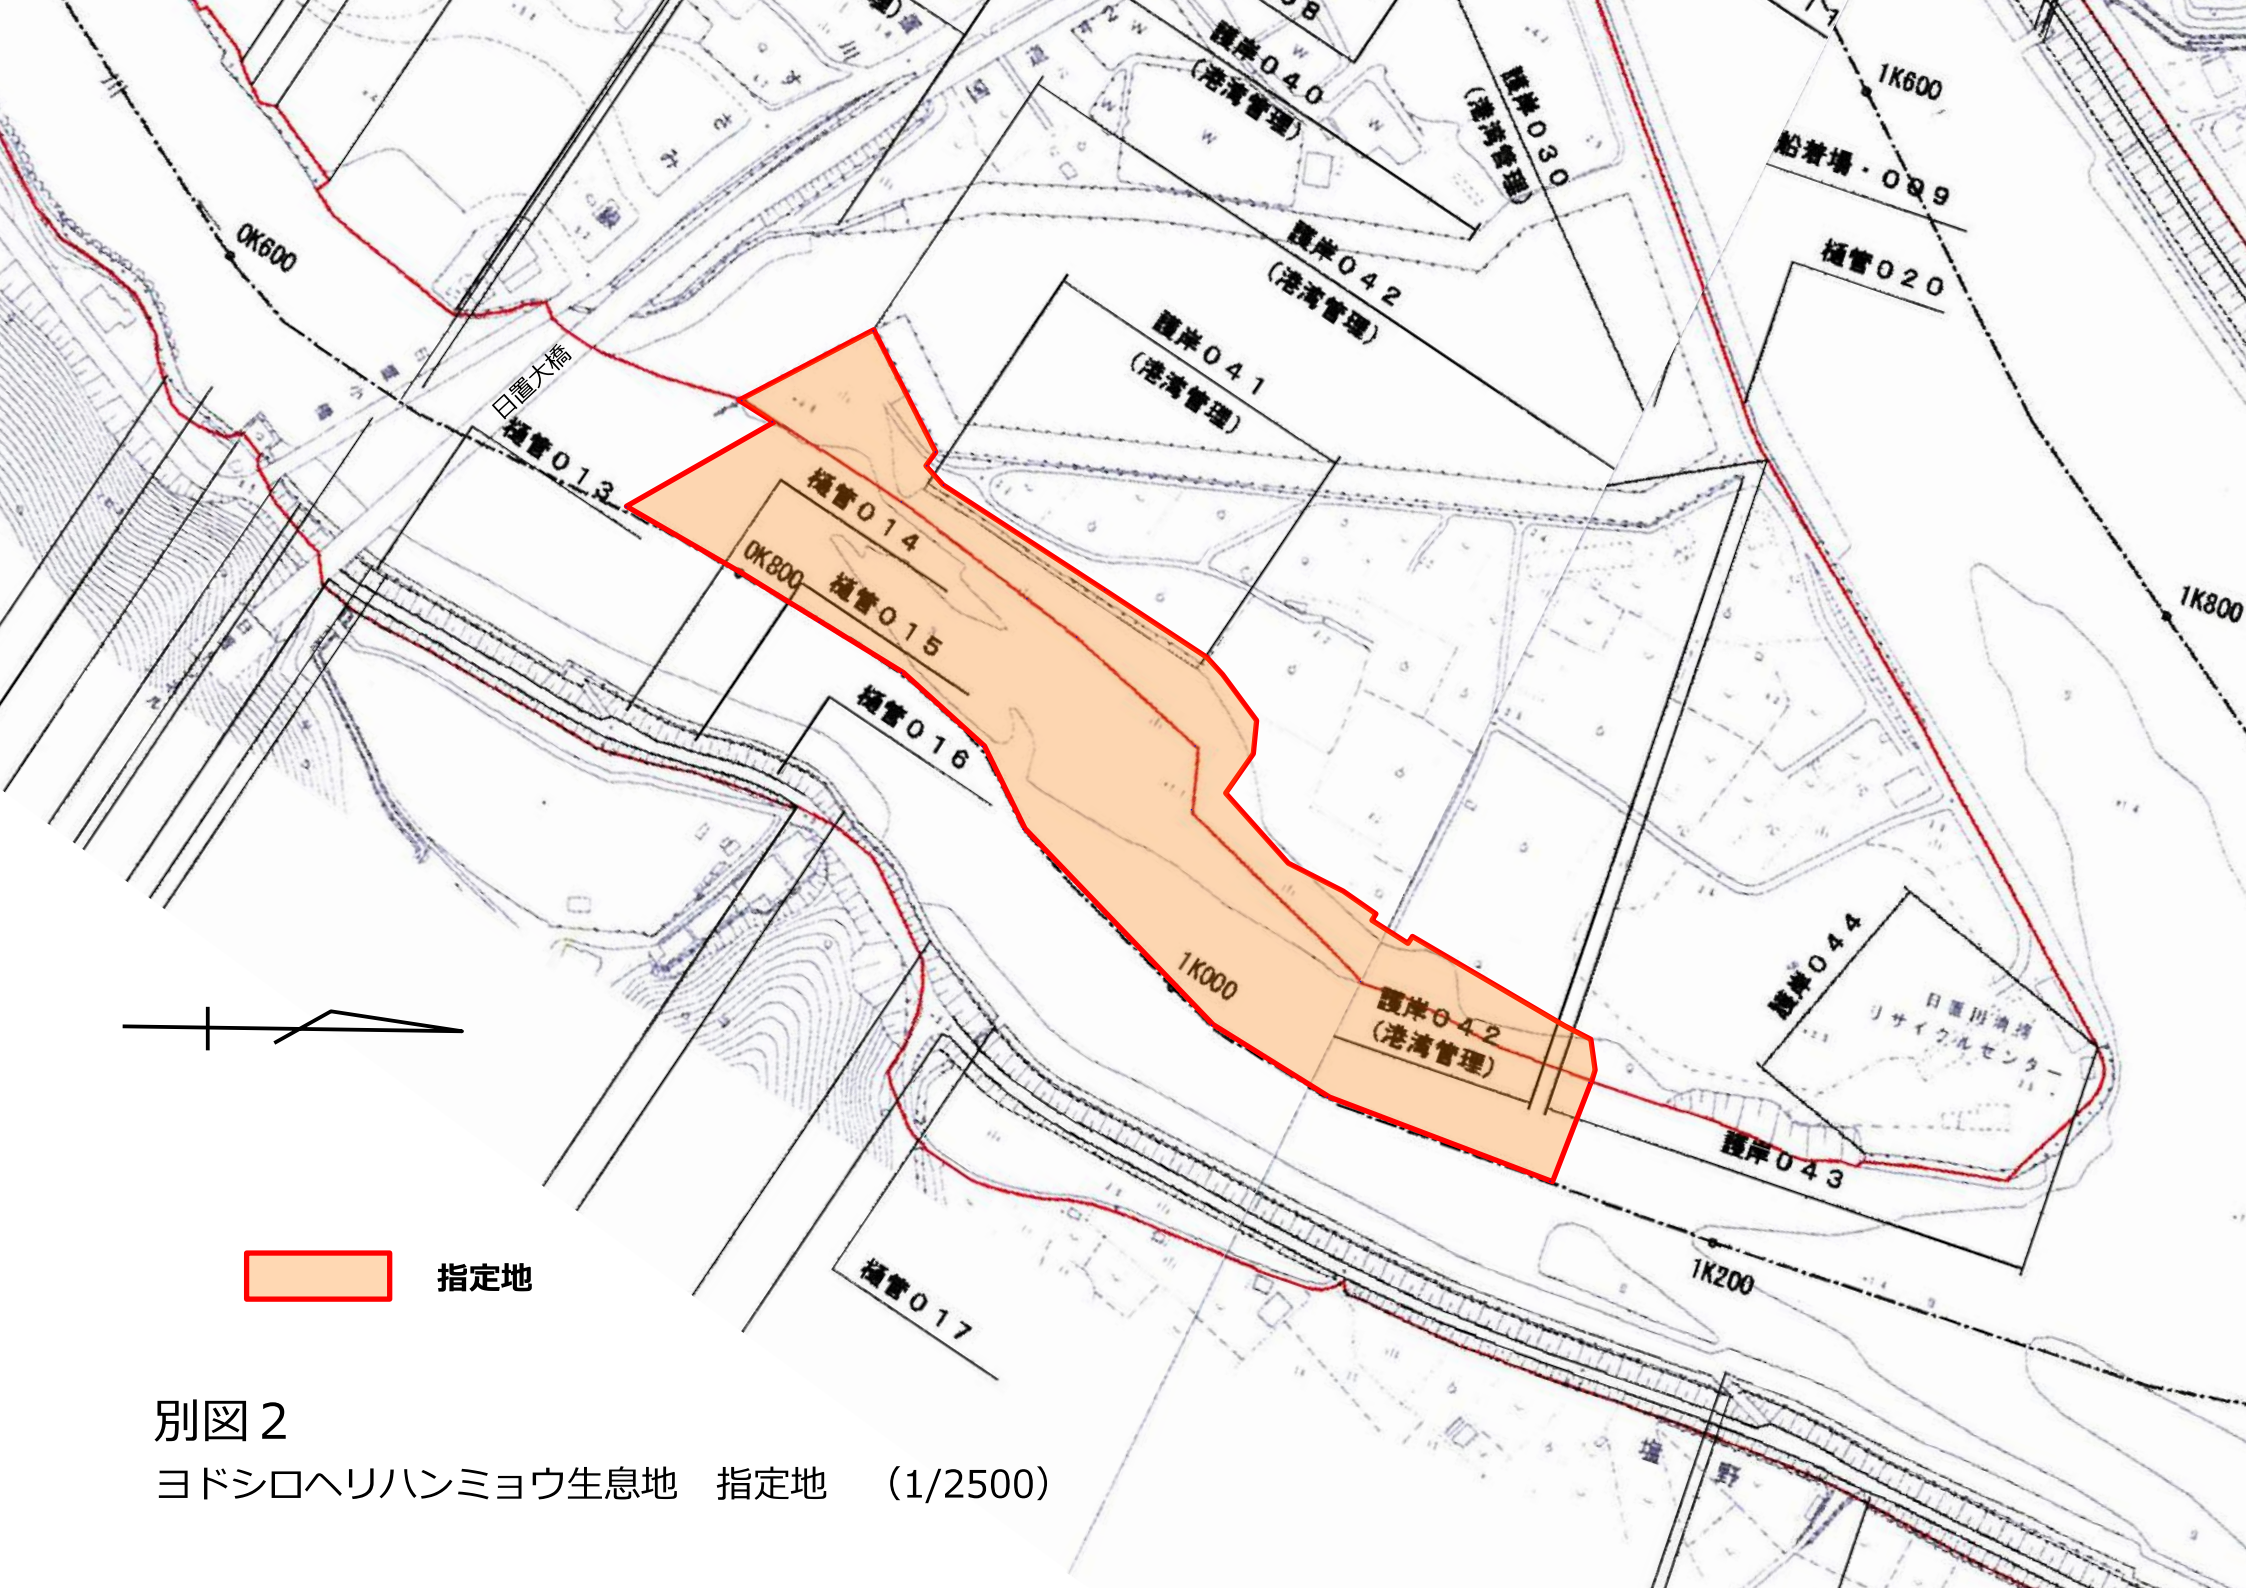 護岸０４０
（港湾管理）
護岸０３０
（港湾管理）
1K600
船着場・００９
樋管０２０
0K600
護岸０４２
（港湾管理）
護岸０４１
（港湾管理）
日置大橋
樋管０１３
樋管０１４
0K800
樋管０１５
1K800
樋管０１６
1K000
護岸０４２
（港湾管理）
護岸０４４
日置川清掃
リサイクルセンター
護岸０４３
1K200
樋管０１７
塩野
指定地
別図２
ヨドシロヘリハンミョウ生息地　指定地　（1/2500）